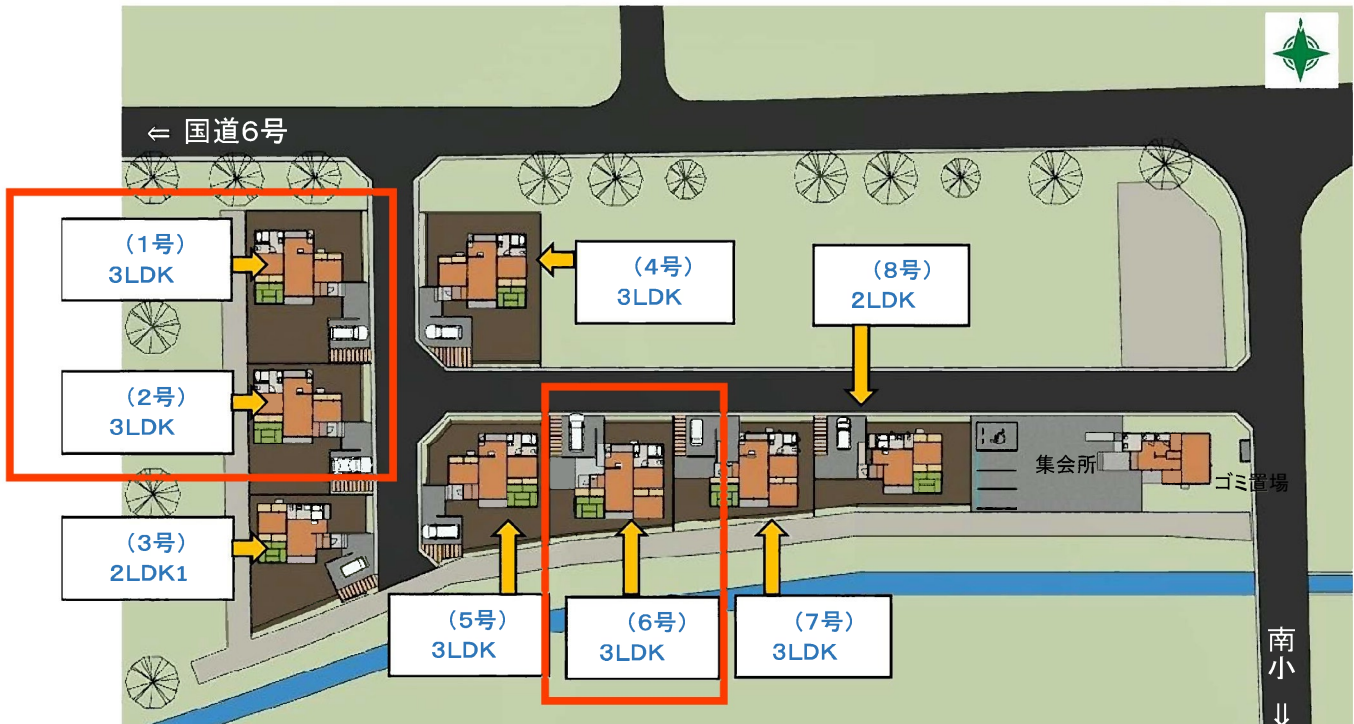 ⇐ 国道6号
（1号）
3LDK
（4号）
3LDK
（8号）
2LDK
（2号）
3LDK
集会所
ゴミ置場
（3号）
2LDK1
（5号）
3LDK
（6号）
3LDK
（7号）
3LDK
南小 ⇓